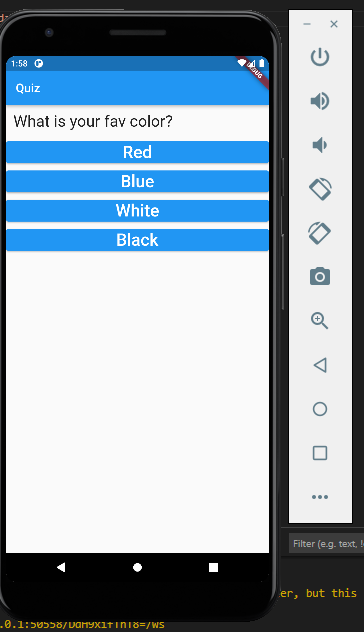 1:58
DEBUG
Quiz
What is your fav color?
Red
Blue
White
Black
Filter (e.g. text,
er, but this
.0.1:50558/
=/ws